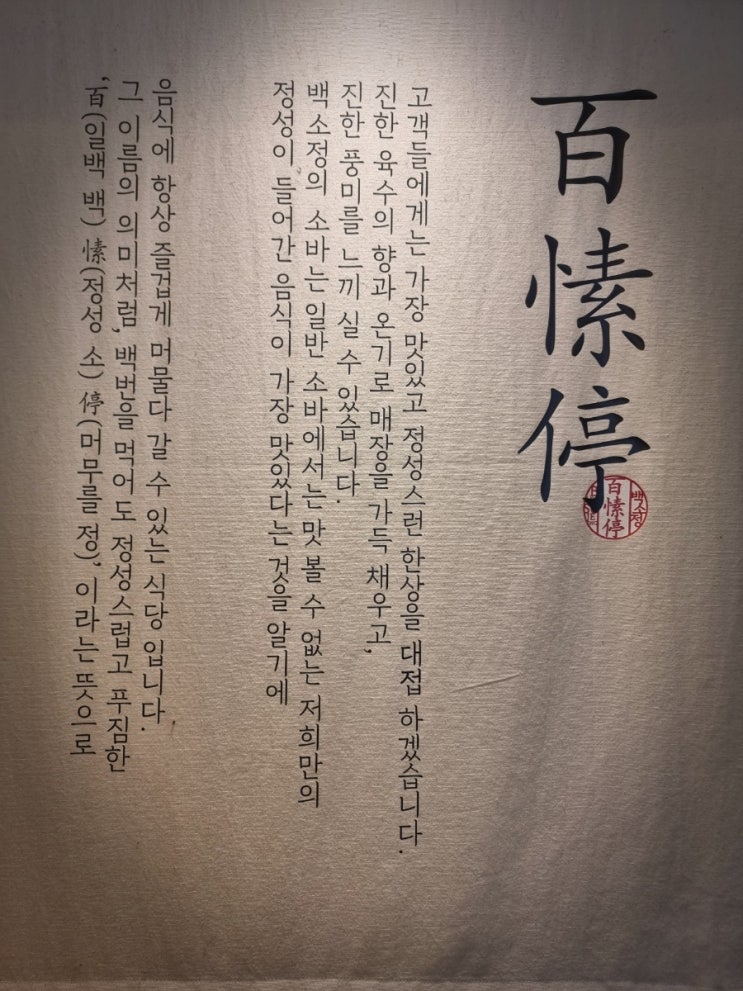 百愫停
百愫停
백소정
'百(일백 백) 愫(정성 소) 停(머무를 정)' 이라는 뜻으로
그 이름의 의미처럼, 백번을 먹어도 정성스럽고 푸짐한
음식에 항상 즐겁게 머물다 갈 수 있는 식당 입니다.
정성이 들어간 음식이 가장 맛있다는 것을 알기에
백소정의 소바는 일반 소바에서는 맛 볼 수 없는 저희만의
진한 풍미를 느끼실 수 있습니다.
진한 육수의 향과 온기로 매장을 가득 채우고,
고객들에게는 가장 맛있고 정성스런 한상을 대접 하겠습니다.